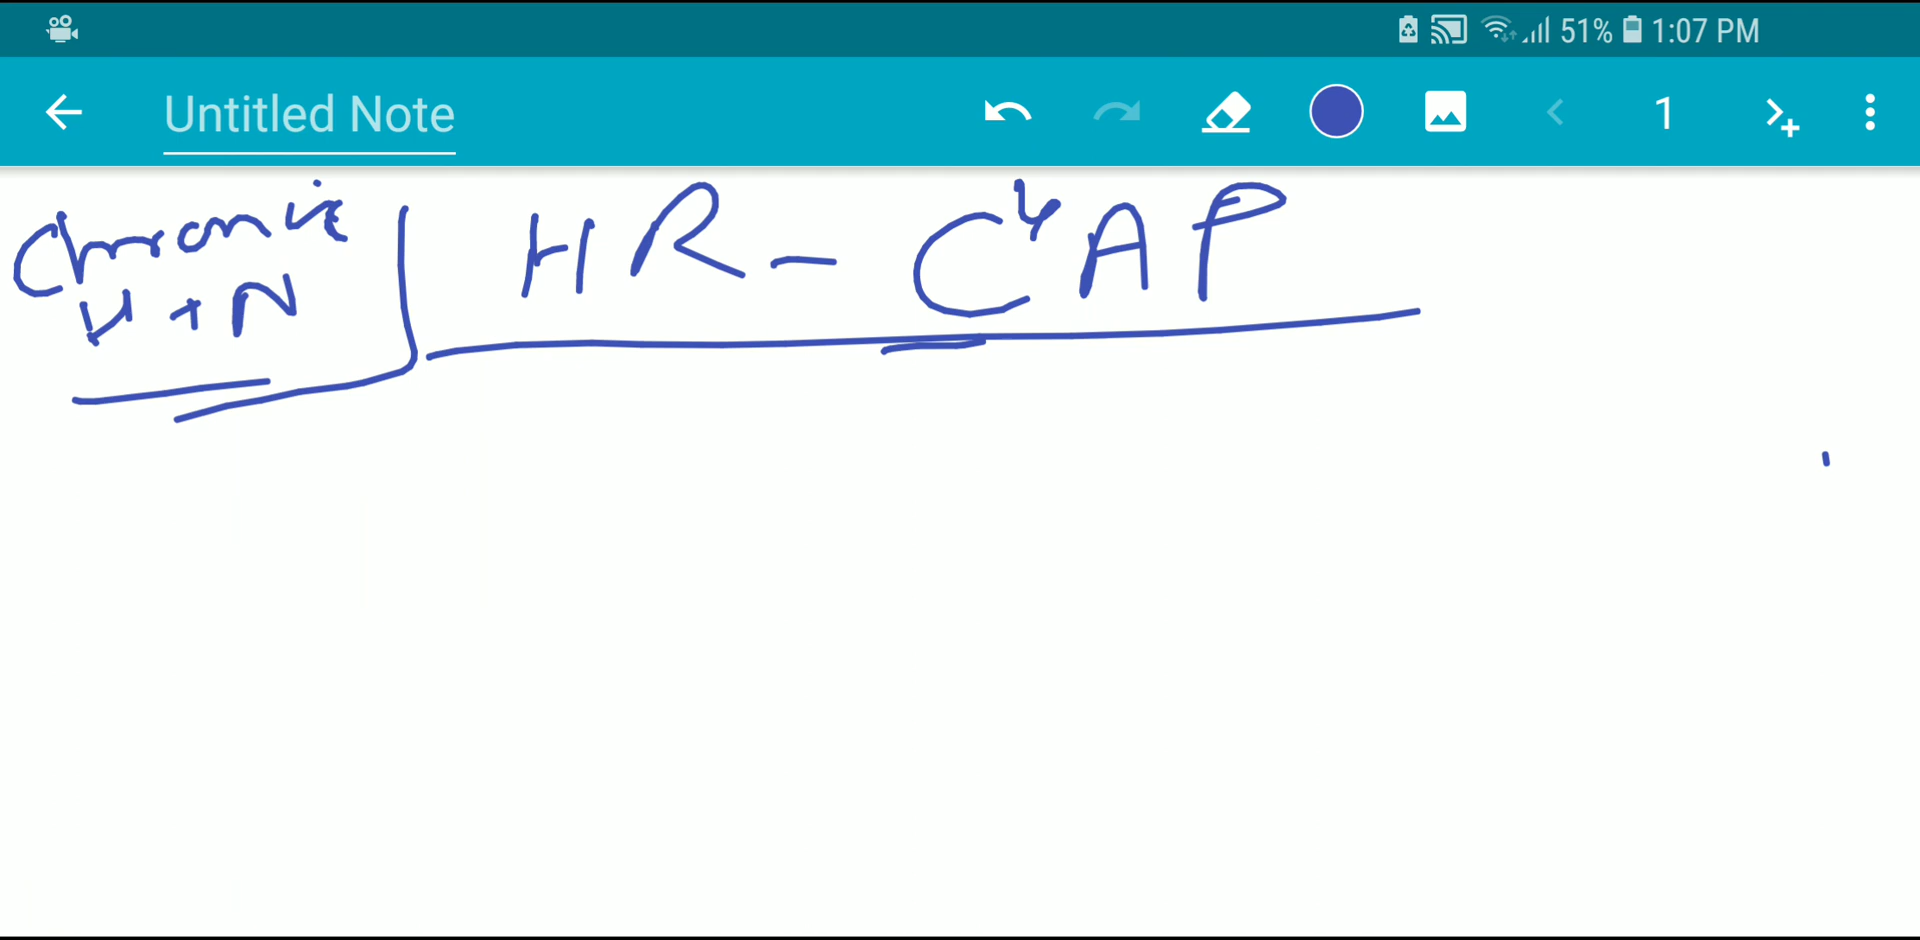 51% 1:07 PM
Untitled Note 1
Chronic HR - C⁴AP
V+N